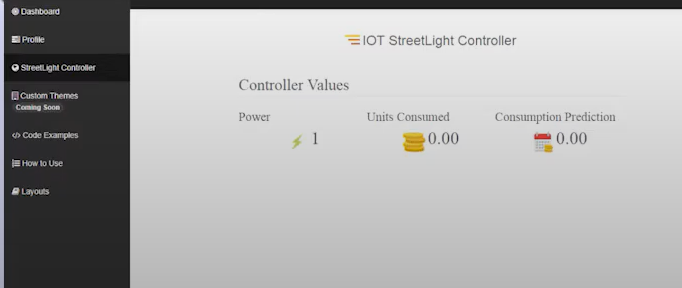 Dashboard
Profile
StreetLight Controller
Custom Themes
Coming Soon
Code Examples
How to Use
Layouts
IOT StreetLight Controller
Controller Values
Power
Units Consumed
Consumption Prediction
1
0.00
0.00